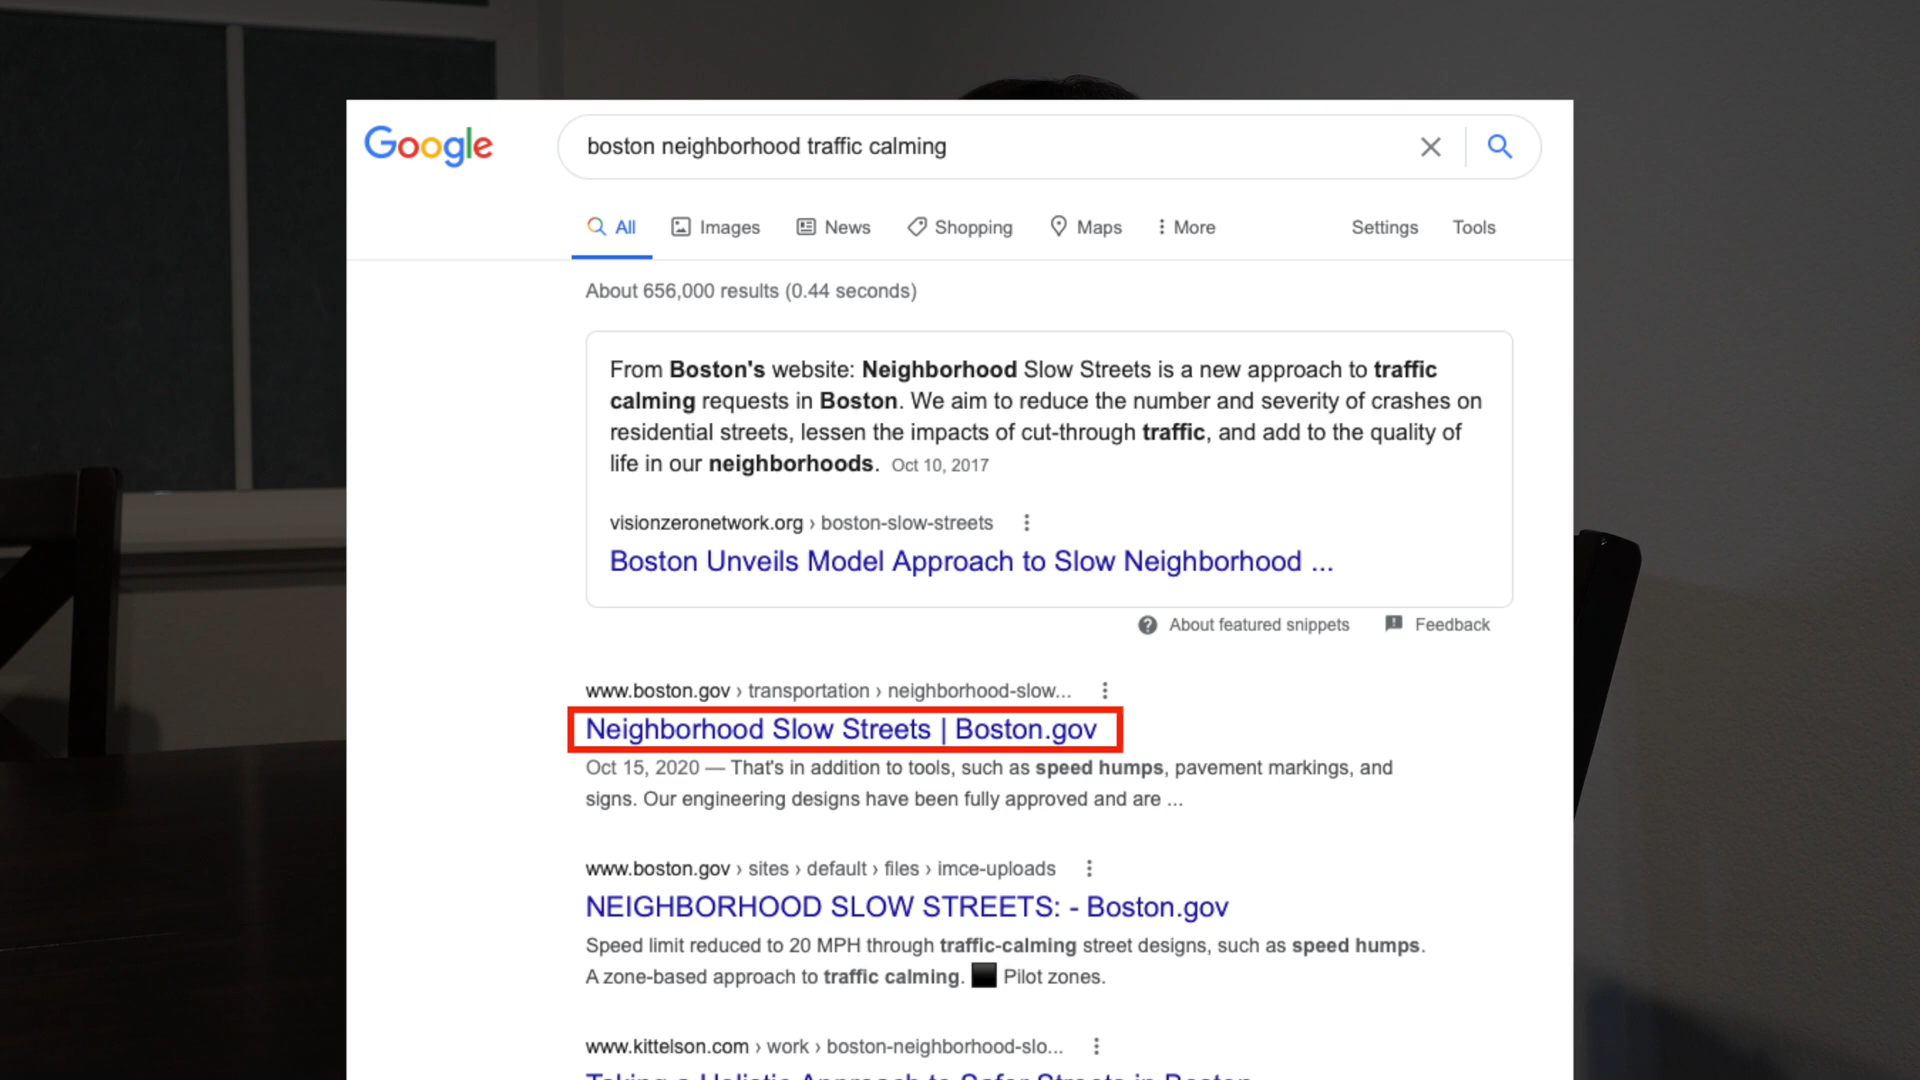 Google
boston neighborhood traffic calming
All Images News Shopping Maps More Settings Tools
About 656,000 results (0.44 seconds)
From Boston's website: Neighborhood Slow Streets is a new approach to traffic
calming requests in Boston. We aim to reduce the number and severity of crashes on
residential streets, lessen the impacts of cut-through traffic, and add to the quality of
life in our neighborhoods. Oct 10, 2017
visionzeronetwork.org › boston-slow-streets
Boston Unveils Model Approach to Slow Neighborhood ...
About featured snippets Feedback
www.boston.gov › transportation › neighborhood-slow...
Neighborhood Slow Streets | Boston.gov
Oct 15, 2020 — That's in addition to tools, such as speed humps, pavement markings, and
signs. Our engineering designs have been fully approved and are ...
www.boston.gov › sites › default › files › imce-uploads
NEIGHBORHOOD SLOW STREETS: - Boston.gov
Speed limit reduced to 20 MPH through traffic-calming street designs, such as speed humps.
A zone-based approach to traffic calming. Pilot zones.
www.kittelson.com › work › boston-neighborhood-slo...
Taking a Holistic Approach to Safer Streets in Boston